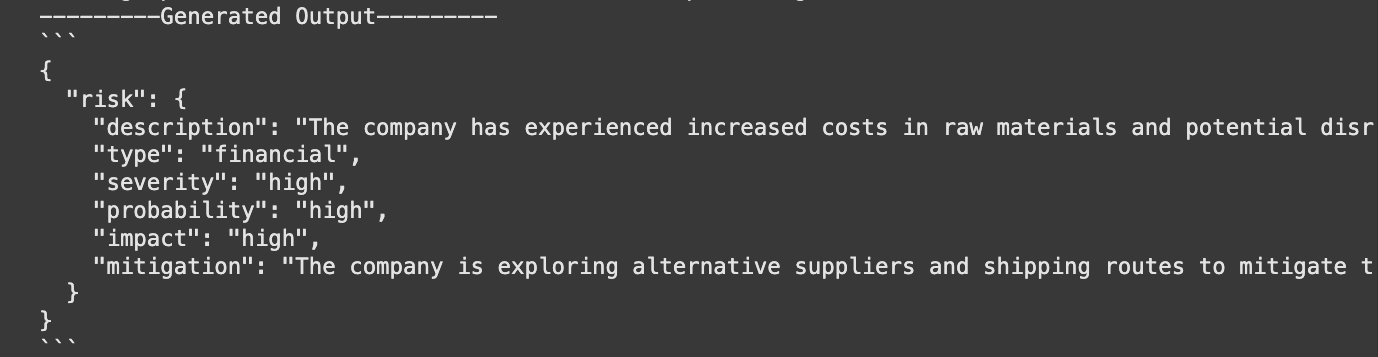 ---------Generated Output---------
```
{
  "risk": {
    "description": "The company has experienced increased costs in raw materials and potential
    "type": "financial",
    "severity": "high",
    "probability": "high",
    "impact": "high",
    "mitigation": "The company is exploring alternative suppliers and shipping routes to mitigate
  }
}
```